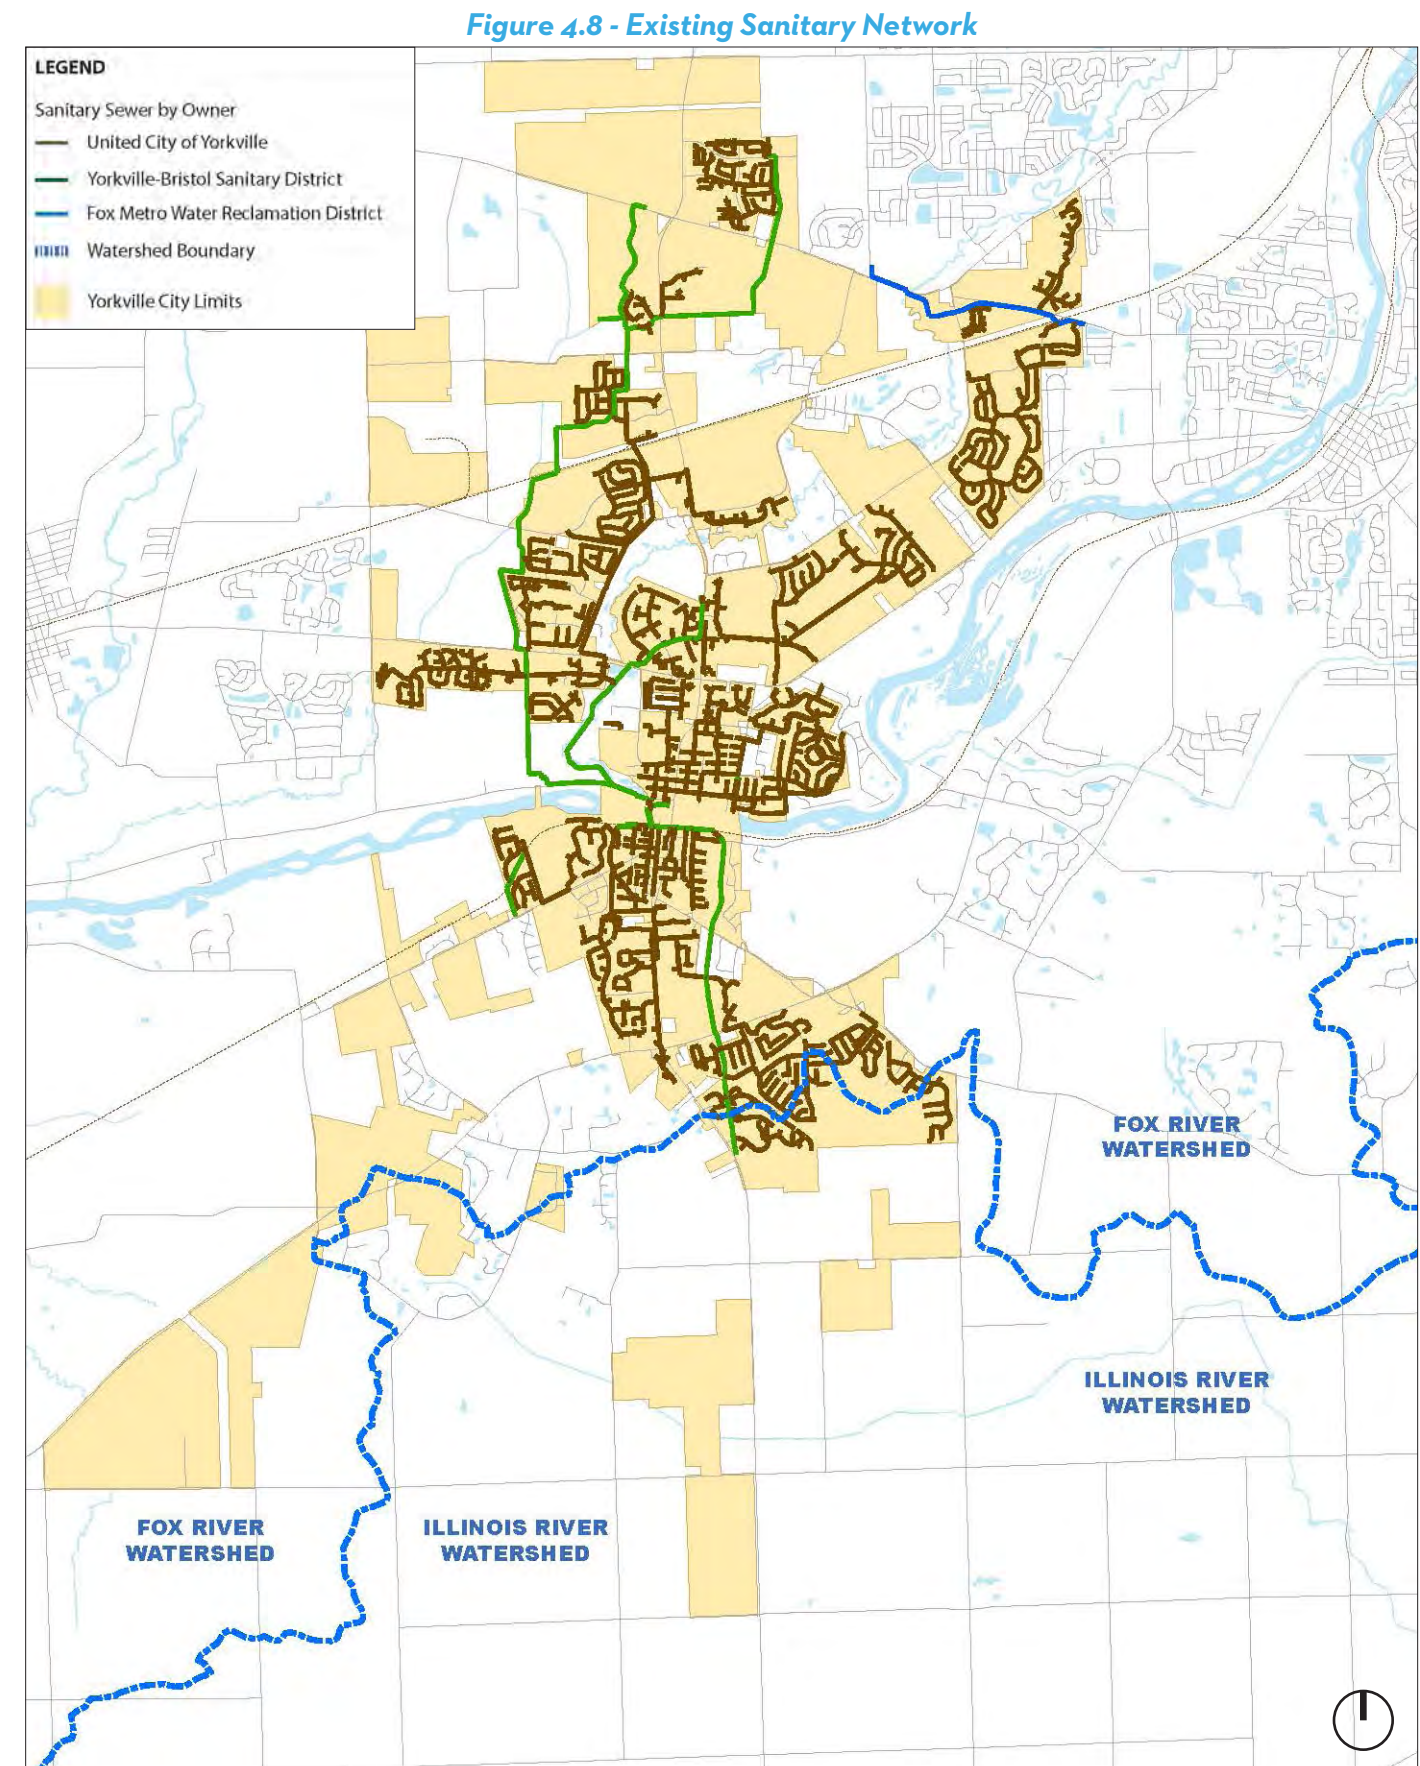 Figure 4.8 - Existing Sanitary Network
LEGEND
Sanitary Sewer by Owner
United City of Yorkville
Yorkville-Bristol Sanitary District
Fox Metro Water Reclamation District
Watershed Boundary
Yorkville City Limits
FOX RIVER
WATERSHED
ILLINOIS RIVER
WATERSHED
FOX RIVER
WATERSHED
ILLINOIS RIVER
WATERSHED